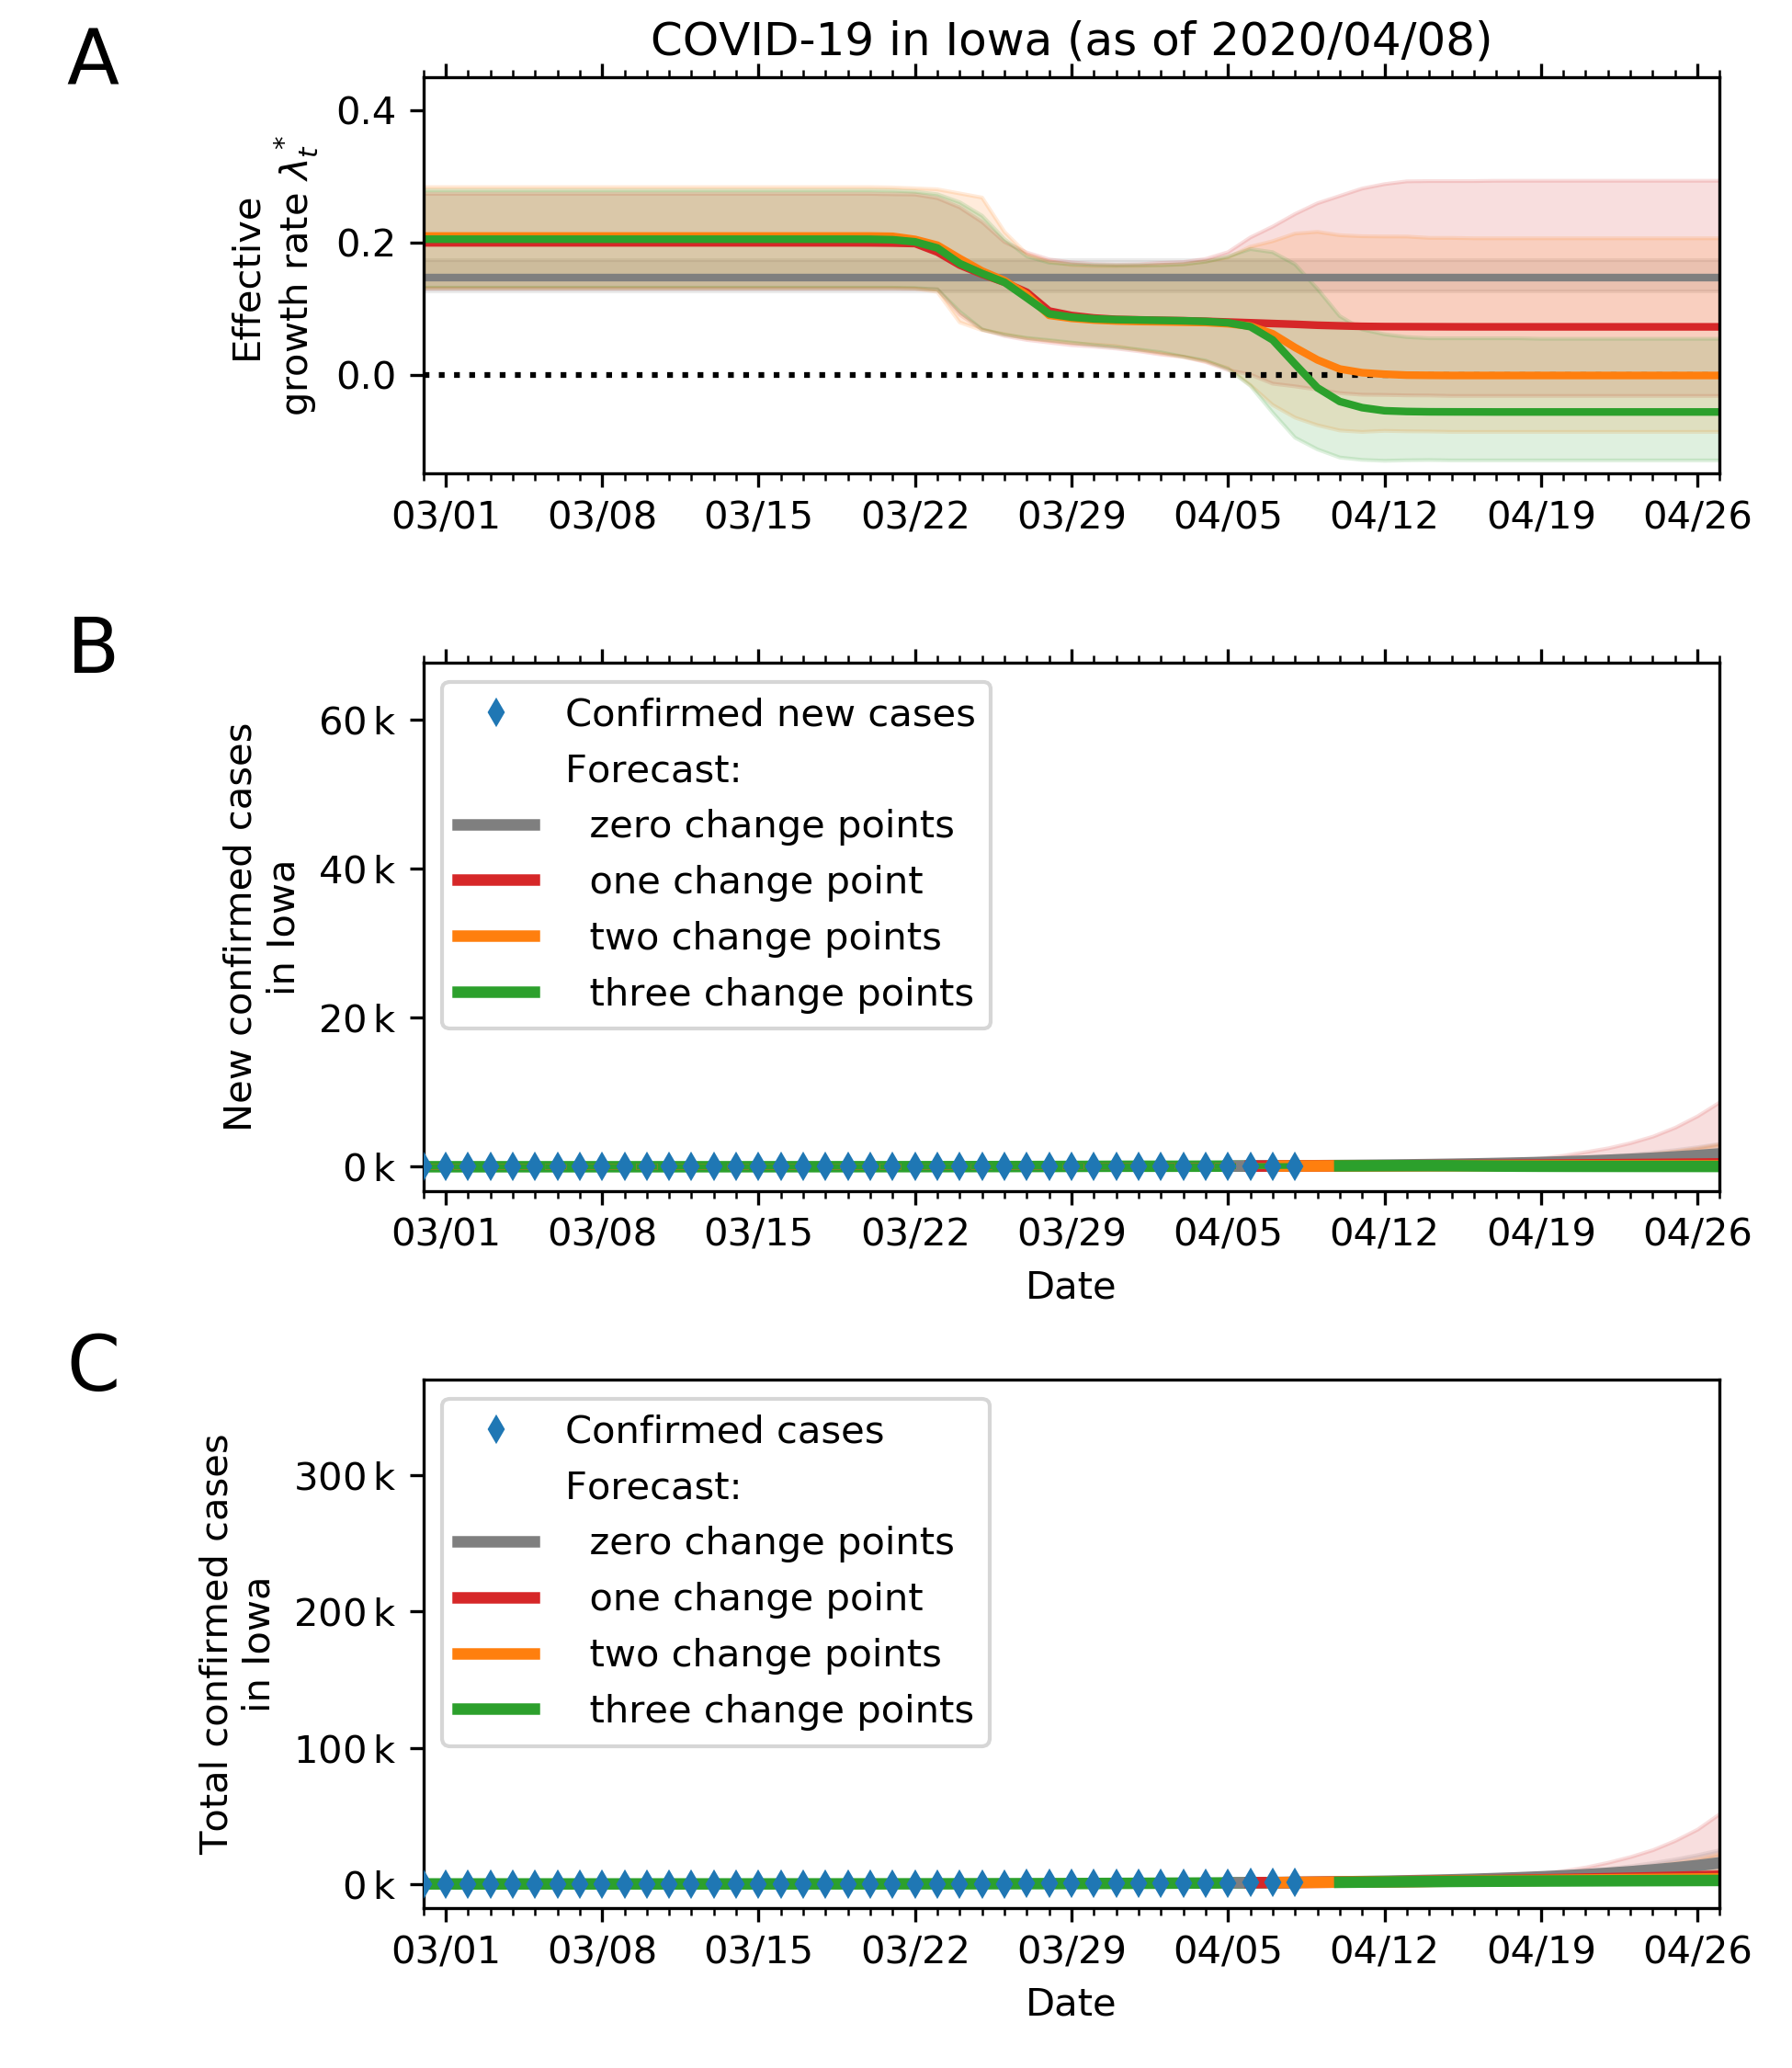 A
COVID-19 in Iowa (as of 2020/04/08)
Effective
growth rate λ*t
0.4
0.2
0.0
03/01 03/08 03/15 03/22 03/29 04/05 04/12 04/19 04/26
B
New confirmed cases
in Iowa
60 k
40 k
20 k
0 k
Confirmed new cases
Forecast:
zero change points
one change point
two change points
three change points
03/01 03/08 03/15 03/22 03/29 04/05 04/12 04/19 04/26
Date
C
Total confirmed cases
in Iowa
300 k
200 k
100 k
0 k
Confirmed cases
Forecast:
zero change points
one change point
two change points
three change points
03/01 03/08 03/15 03/22 03/29 04/05 04/12 04/19 04/26
Date